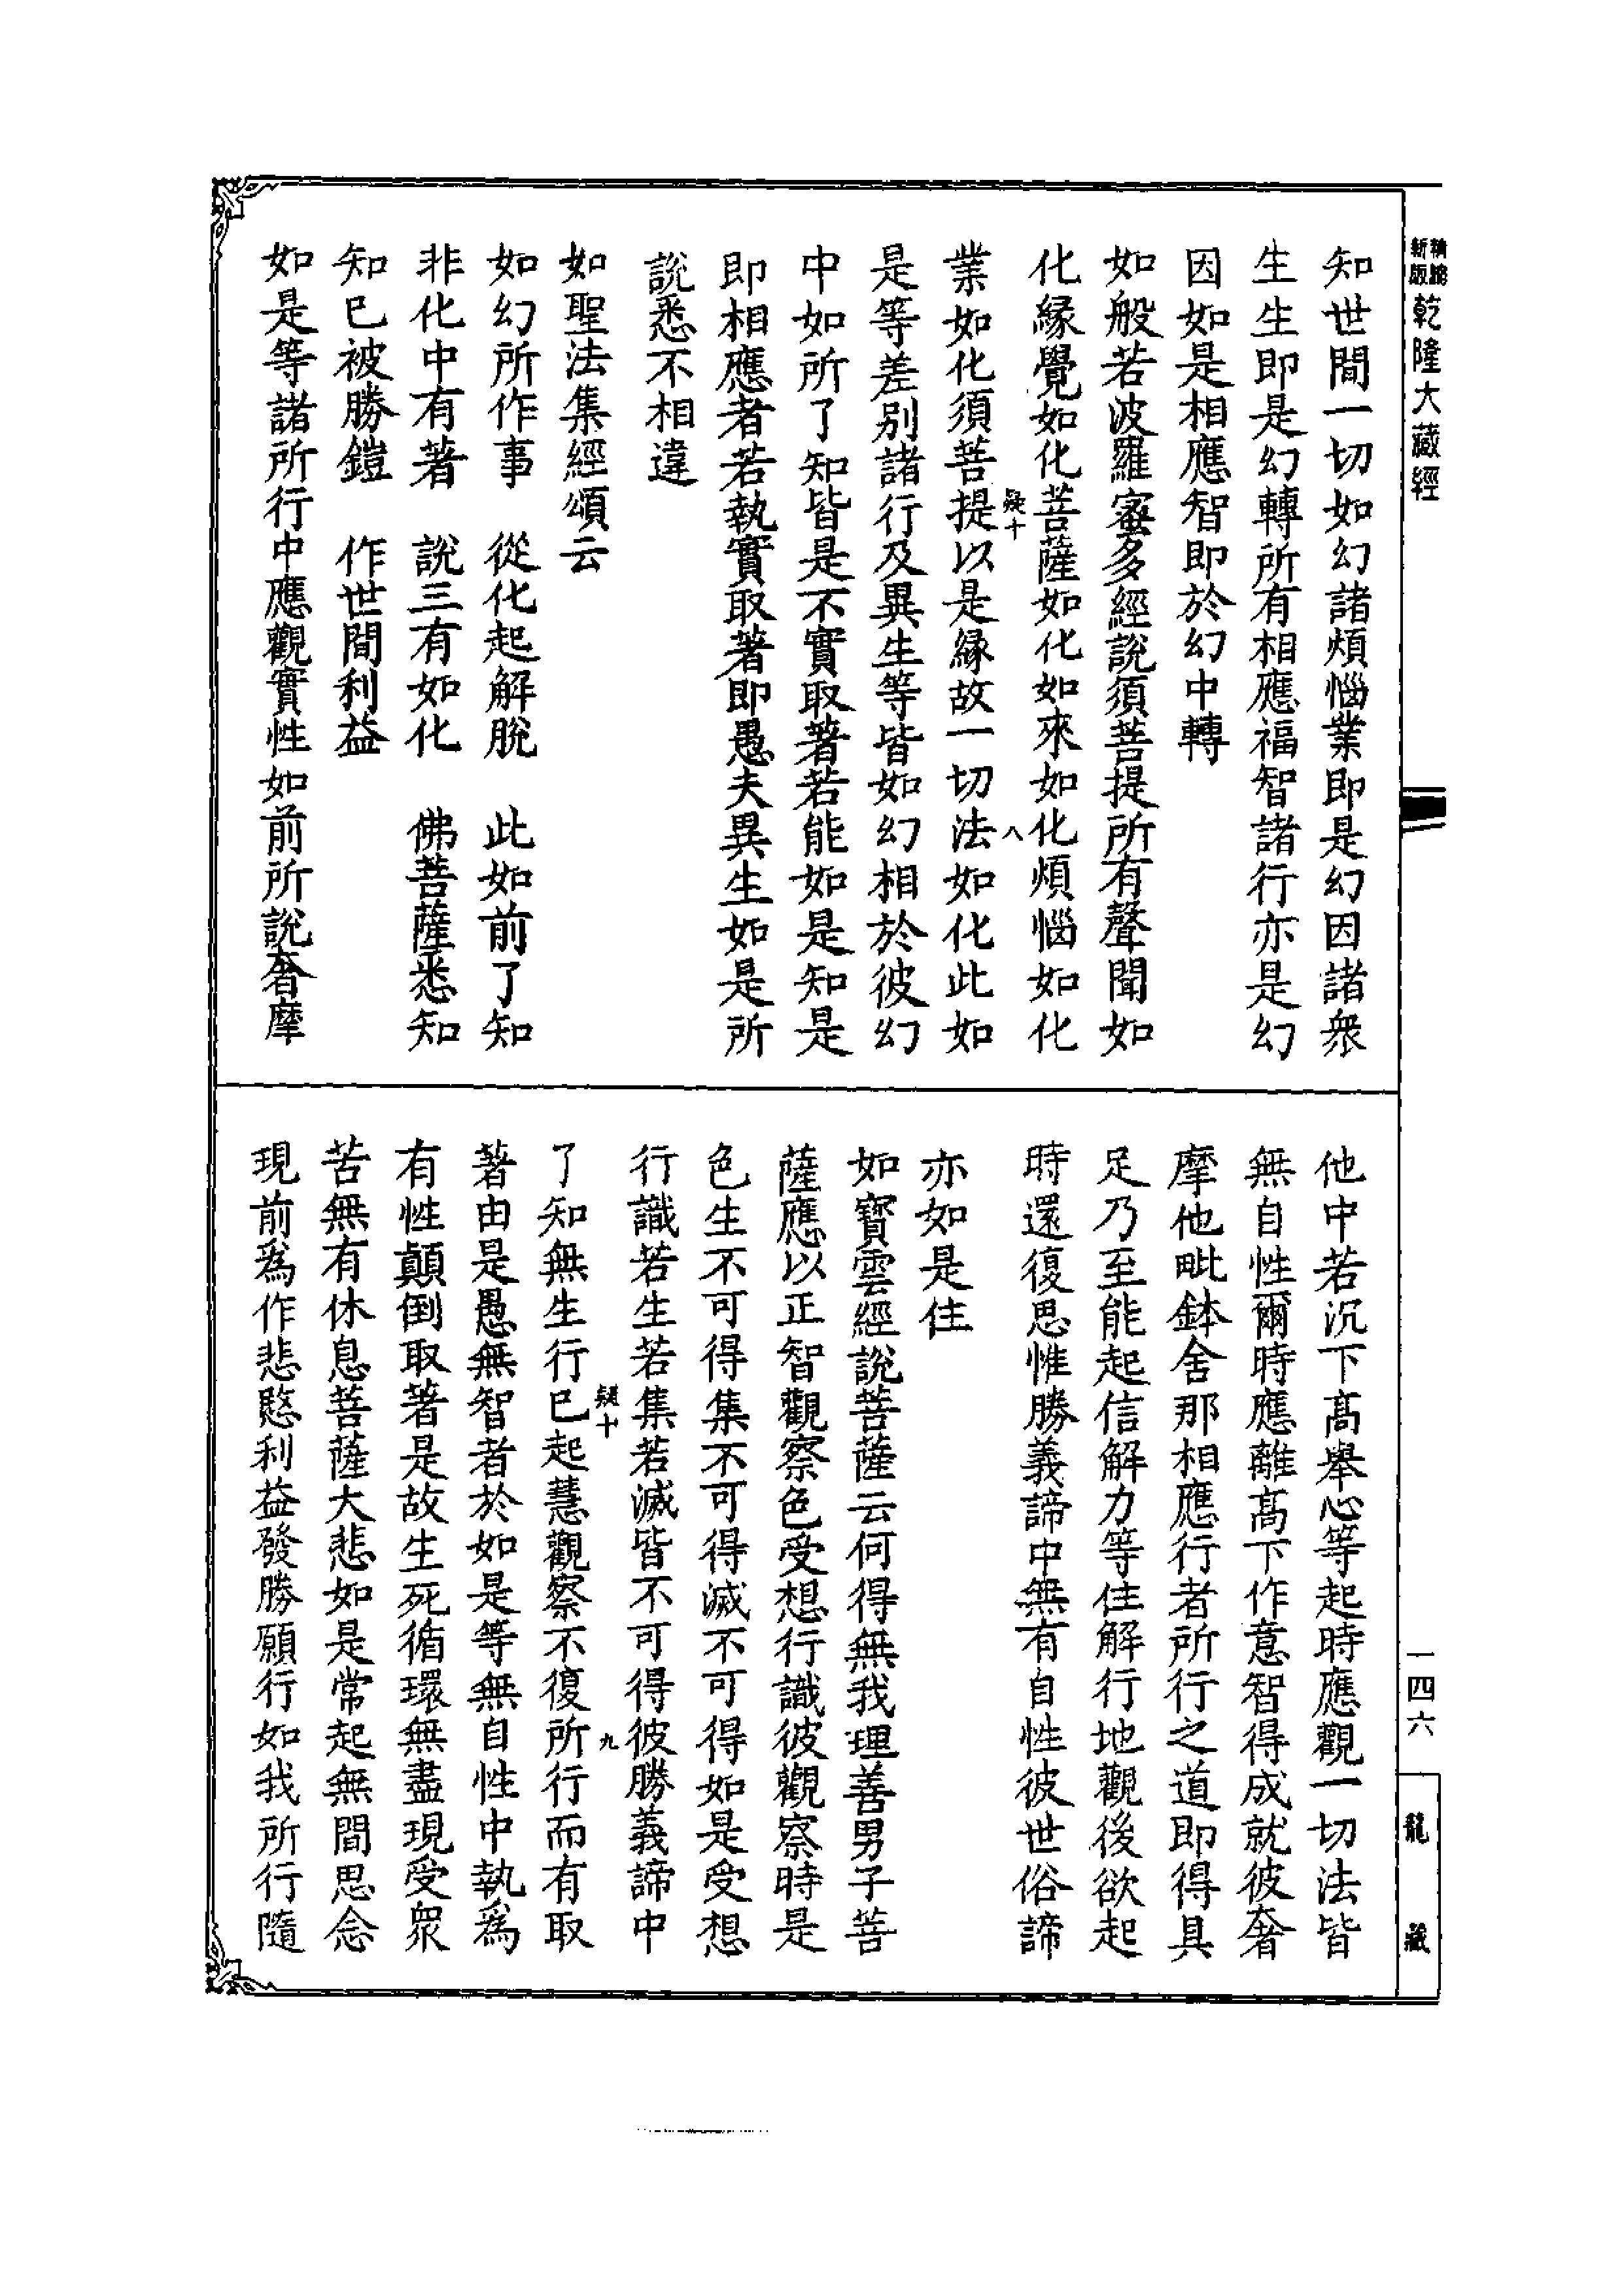 精縮新版乾隆大藏經
知世間一切如幻諸煩惱業即是幻因諸衆
生生即是幻轉所有相應福智諸行亦是幻
因如是相應智即於幻中轉
如般若波羅蜜多經說須菩提所有聲聞如
化緣覺如化菩薩如化如來如化煩惱如化
疑十 八
業如化須菩提以是緣故一切法如化此如
是等差別諸行及異生等皆如幻相於彼幻
中如所了知皆是不實取著若能如是知是
即相應者若執實取著即愚夫異生如是所
說悉不相違
如聖法集經頌云
如幻所作事 從化起解脫 此如前了知
非化中有著 說三有如化 佛菩薩悉知
知已被勝鎧 作世間利益
如是等諸所行中應觀實性如前所說奢摩
他中若沉下高舉心等起時應觀一切法皆
無自性爾時應離高下作意智得成就彼奢
摩他毗鉢舍那相應行者所行之道即得具
足乃至能起信解力等住解行地觀後欲起
時還復思惟勝義諦中無有自性彼世俗諦
亦如是住
如寶雲經說菩薩云何得無我理善男子菩
薩應以正智觀察色受想行識彼觀察時是
色生不可得集不可得滅不可得如是受想
行識若生若集若滅皆不可得彼勝義諦中
疑十 九
了知無生行已起慧觀察不復所行而有取
著由是愚無智者於如是等無自性中執為
有性顛倒取著是故生死循環無盡現受衆
苦無有休息菩薩大悲如是常起無間思念
現前為作悲愍利益發勝願行如我所行隨
一四六
龍藏